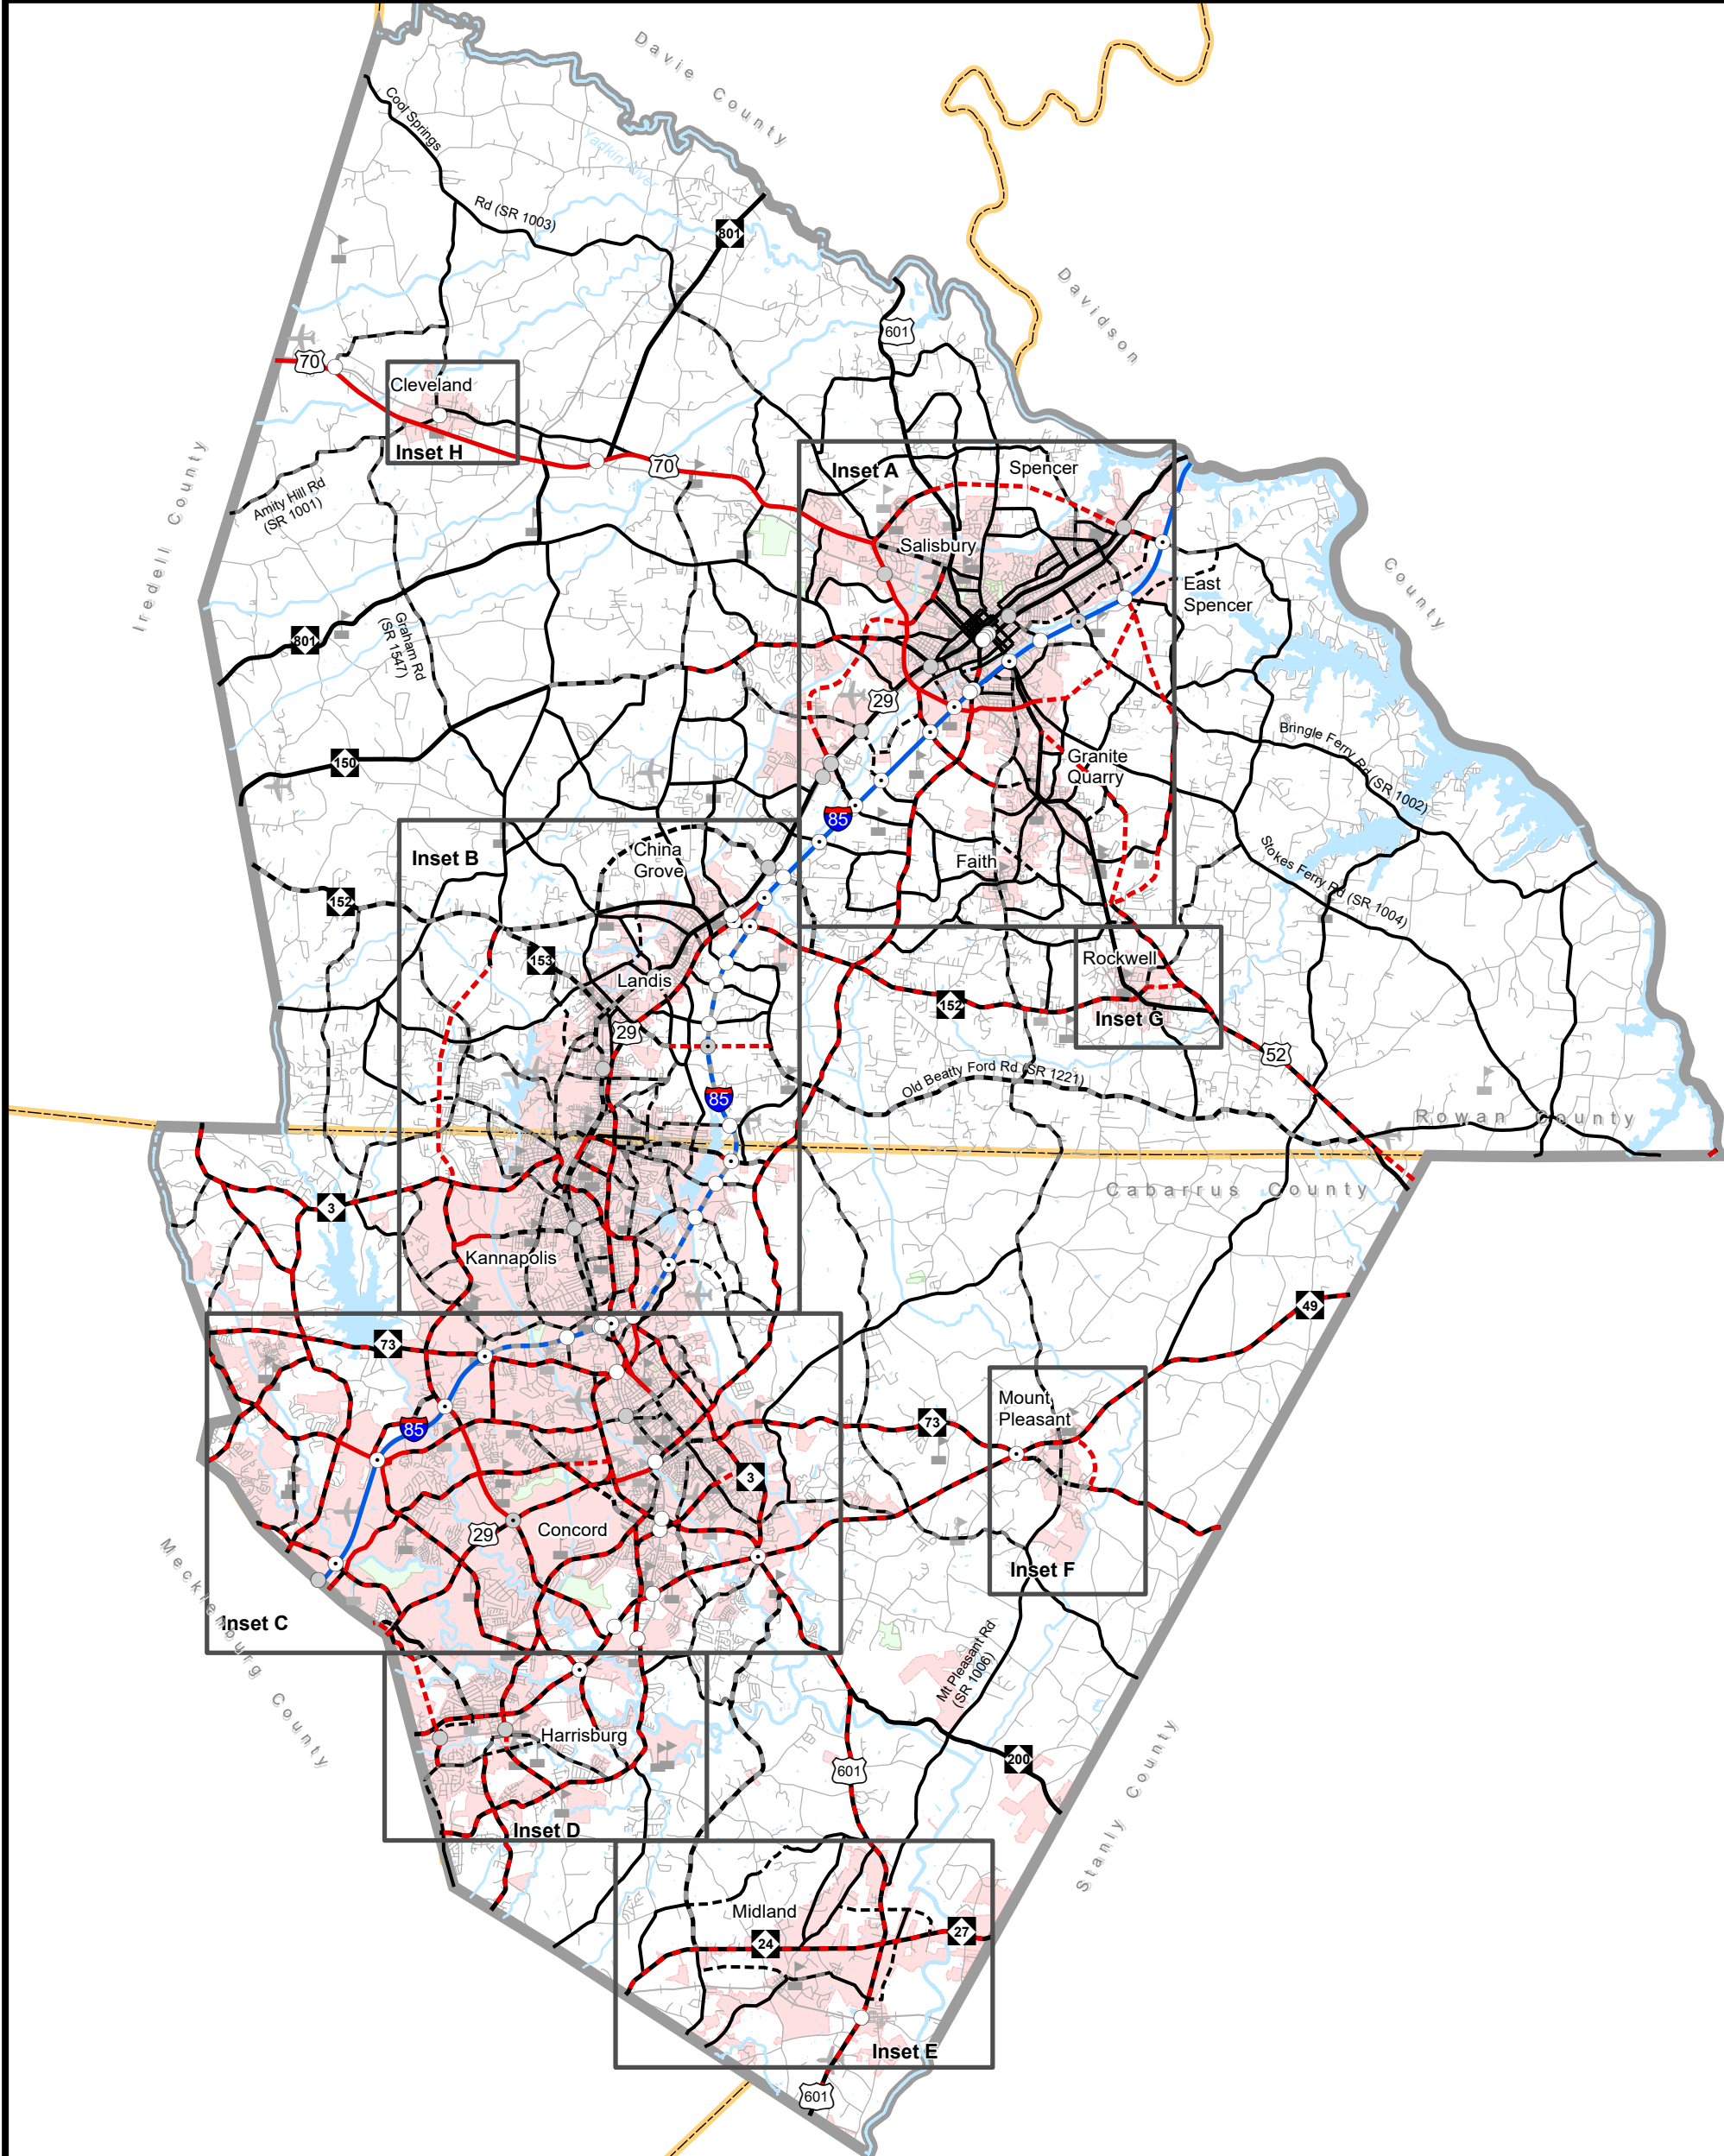 Davie County
Cool Springs
Rd (SR 1003)
Yadkin River
801
Davidson
County
601
70
Cleveland
Inset H
70
Inset A
Spencer
Iredell County
Amity Hill Rd
(SR 1001)
Salisbury
East
Spencer
801
Graham Rd
(SR 1547)
29
150
Granite
Quarry
Bringle Ferry Rd (SR 1002)
85
Inset B
China
Grove
Faith
Stokes Ferry Rd (SR 1004)
152
153
Landis
Rockwell
152
Inset G
29
52
Old Beatty Ford Rd (SR 1221)
85
Rowan County
Cabarrus County
3
Kannapolis
49
73
Mount
Pleasant
73
85
3
29
Concord
Inset F
Inset C
Mecklenburg County
Mt Pleasant Rd
(SR 1006)
Harrisburg
200
601
Stanly County
Inset D
Midland
24
27
Inset E
601